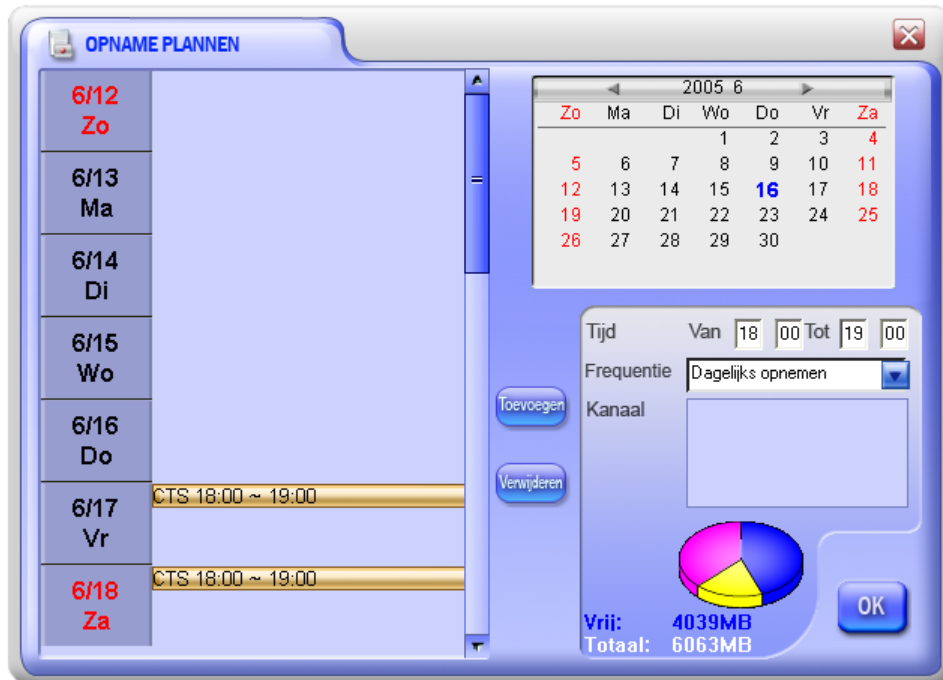 OPNAME PLANNEN
6/12
Zo
6/13
Ma
6/14
Di
6/15
Wo
6/16
Do
6/17
Vr
CTS 18:00 ~ 19:00
6/18
Za
CTS 18:00 ~ 19:00
2005 6
Zo Ma Di Wo Do Vr Za
1 2 3 4
5 6 7 8 9 10 11
12 13 14 15 16 17 18
19 20 21 22 23 24 25
26 27 28 29 30
Toevoegen
Verwijderen
Tijd Van 18 00 Tot 19 00
Frequentie Dagelijks opnemen
Kanaal
Vrij: 4039MB
Totaal: 6063MB
OK